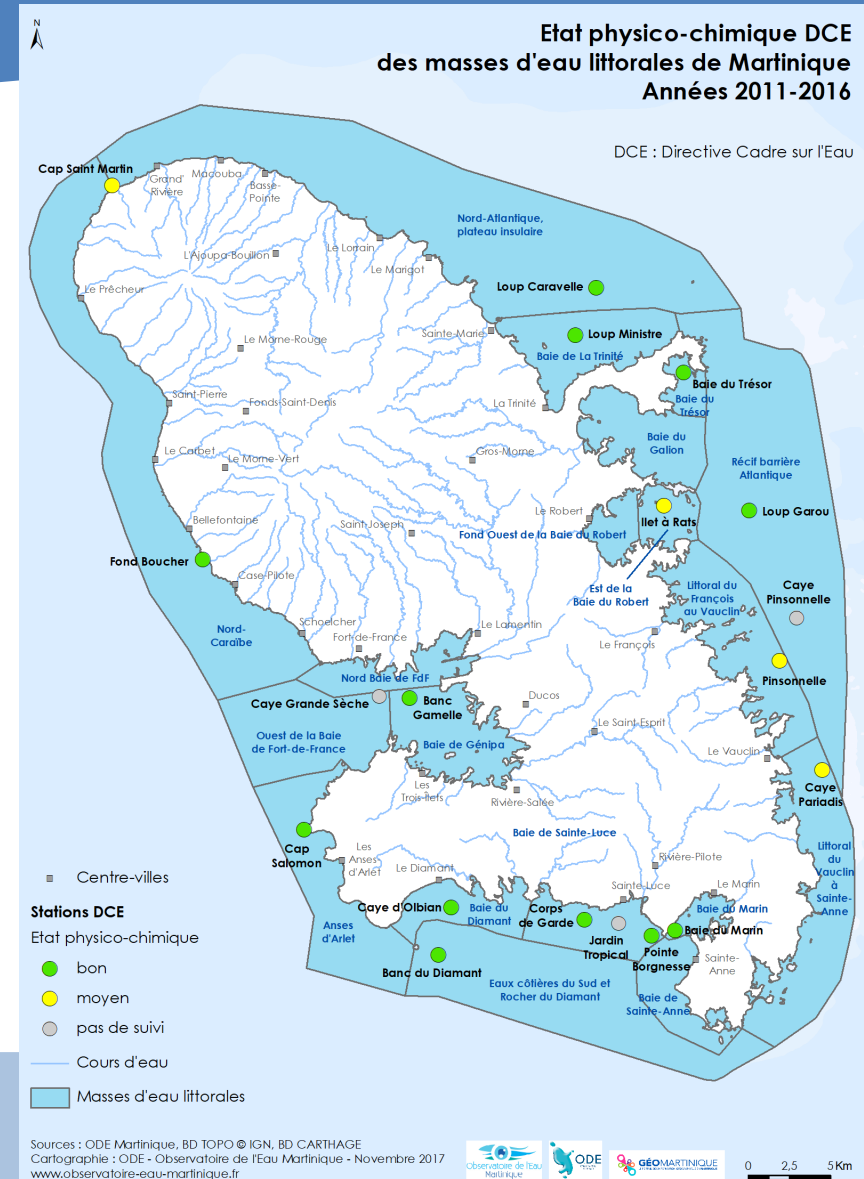 Etat physico-chimique DCE
des masses d'eau littorales de Martinique
Années 2011-2016
DCE : Directive Cadre sur l'Eau
N
Cap Saint Martin
Grand'
Rivière
Macouba
Basse-
Pointe
Nord-Atlantique,
plateau insulaire
L'Ajoupa-Bouillon
Le Lorrain
Le Marigot
Le Prêcheur
Loup Caravelle
Sainte-Marie
Loup Ministre
Baie de La Trinité
Le Morne-Rouge
Baie du Trésor
Baie du
Trésor
Saint-Pierre
Fonds-Saint-Denis
La Trinité
Baie du
Galion
Le Carbet
Le Morne-Vert
Gros-Morne
Récif barrière
Atlantique
Bellefontaine
Saint-Joseph
Le Robert
Ilet à Rats
Loup Garou
Fond Ouest de la Baie du Robert
Fond Boucher
Case-Pilote
Est de la
Baie du Robert
Littoral du
François
au Vauclin
Caye
Pinsonnelle
Nord-
Caraïbe
Schoelcher
Fort-de-France
Le Lamentin
Le François
Nord Baie de FdF
Pinsonnelle
Caye Grande Sèche
Banc
Gamelle
Ducos
Ouest de la Baie
de Fort-de-France
Baie de Génipa
Le Saint-Esprit
Le Vauclin
Les
Trois-Îlets
Rivière-Salée
Caye
Pariadis
Cap
Salomon
Les
Anses
d'Arlet
Baie de Sainte-Luce
Le Diamant
Rivière-Pilote
Littoral
du
Vauclin
à
Sainte-
Anne
Sainte-Luce
Le Marin
Caye d'Olbian
Baie du
Diamant
Corps
de Garde
Baie du Marin
Anses
d'Arlet
Jardin
Tropical
Pointe
Borgnesse
Baie du Marin
Sainte-
Anne
Banc du Diamant
Eaux côtières du Sud et
Rocher du Diamant
Baie de
Sainte-Anne
Centre-villes
Stations DCE
Etat physico-chimique
bon
moyen
pas de suivi
Cours d'eau
Masses d'eau littorales
Sources : ODE Martinique, BD TOPO © IGN, BD CARTHAGE
Cartographie : ODE - Observatoire de l'Eau Martinique - Novembre 2017
www.observatoire-eau-martinique.fr
Observatoire de l'Eau
Martinique
ODE
GÉOMARTINIQUE
0 2,5 5 Km